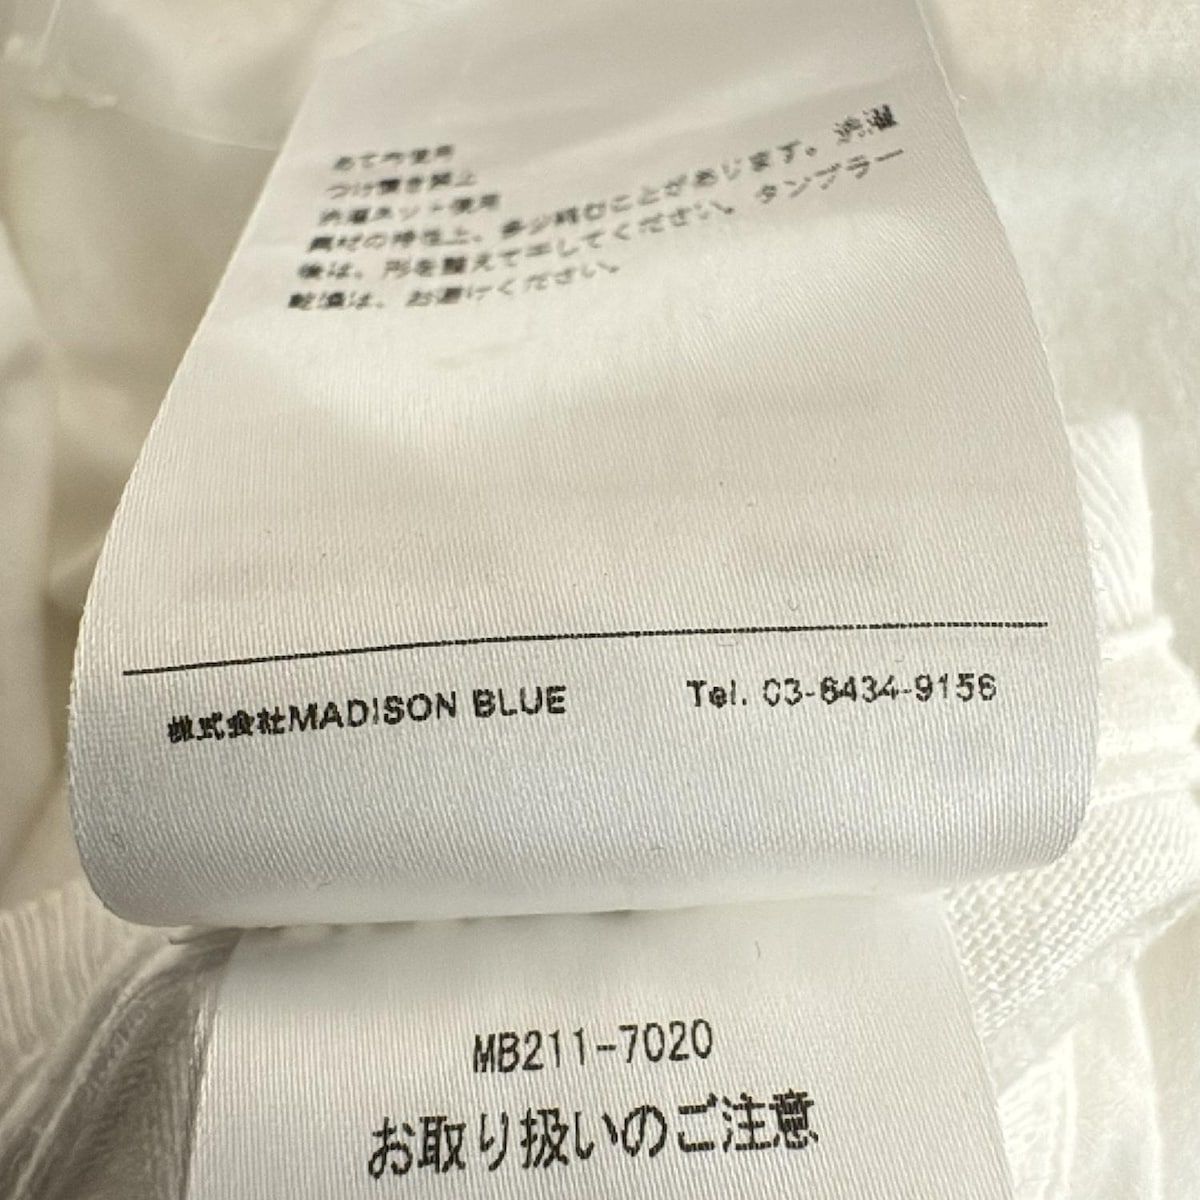 あて布使用
つけ置き禁止
洗濯ネット使用
素材の特性上、多少縮むことがあります。洗濯
後は、形を整えて干してください。タンブラー
乾燥は、お避けください。
株式会社MADISON BLUE Tel. 03-6434-9156
MB211-7020
お取り扱いのご注意